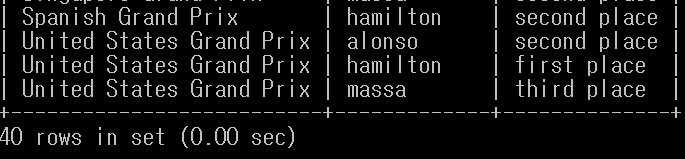 | Spanish Grand Prix | hamilton | second place |
| United States Grand Prix | alonso | second place |
| United States Grand Prix | hamilton | first place |
| United States Grand Prix | massa | third place |
+--------------------------+--------------+--------------+
40 rows in set (0.00 sec)